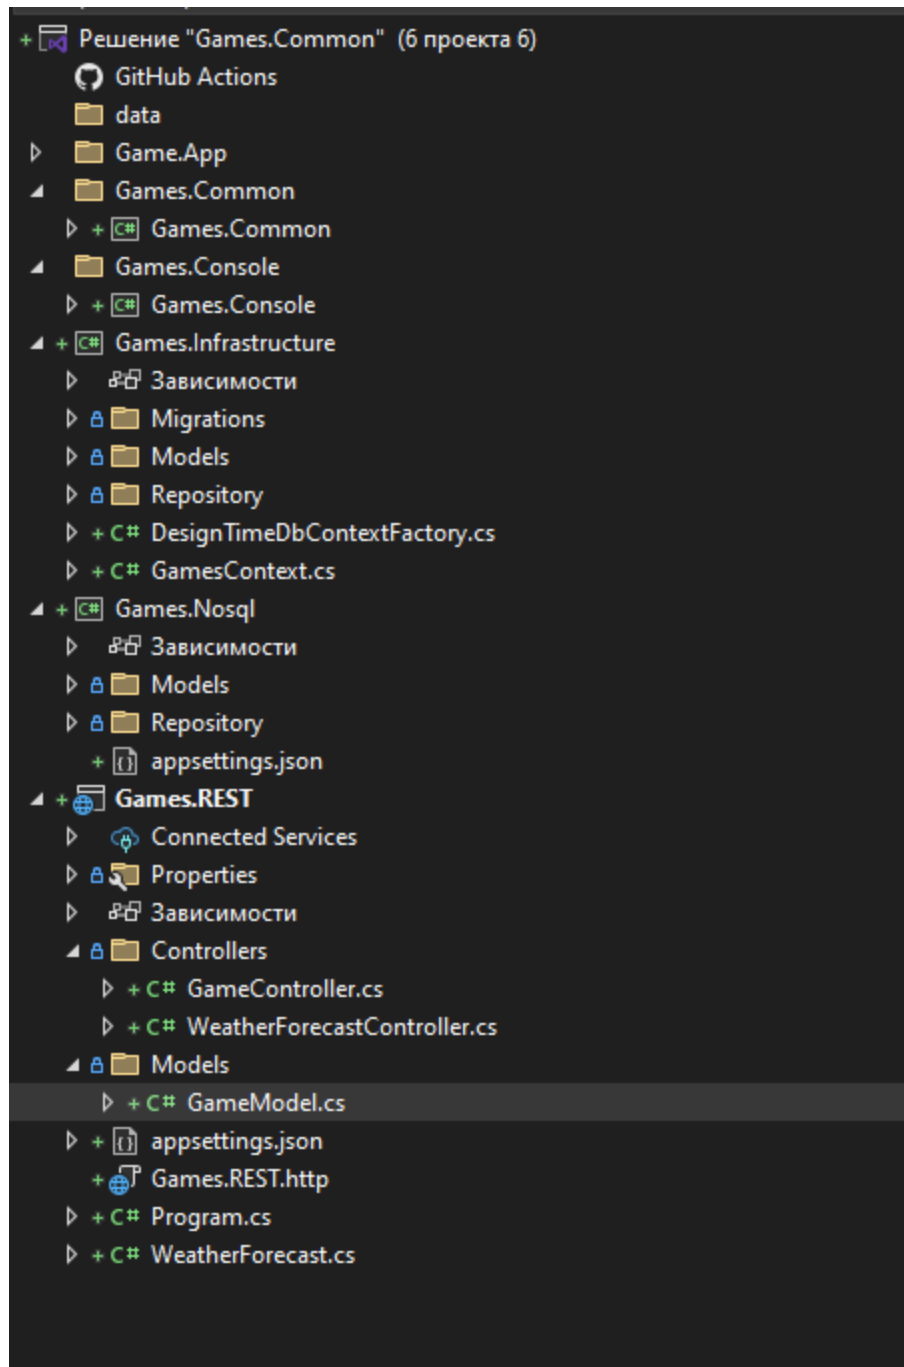 Решение "Games.Common" (6 проекта 6)
GitHub Actions
data
Game.App
Games.Common
C# Games.Common
Games.Console
C# Games.Console
C# Games.Infrastructure
Зависимости
Migrations
Models
Repository
C# DesignTimeDbContextFactory.cs
C# GamesContext.cs
C# Games.Nosql
Зависимости
Models
Repository
appsettings.json
Games.REST
Connected Services
Properties
Зависимости
Controllers
C# GameController.cs
C# WeatherForecastController.cs
Models
C# GameModel.cs
appsettings.json
Games.REST.http
C# Program.cs
C# WeatherForecast.cs